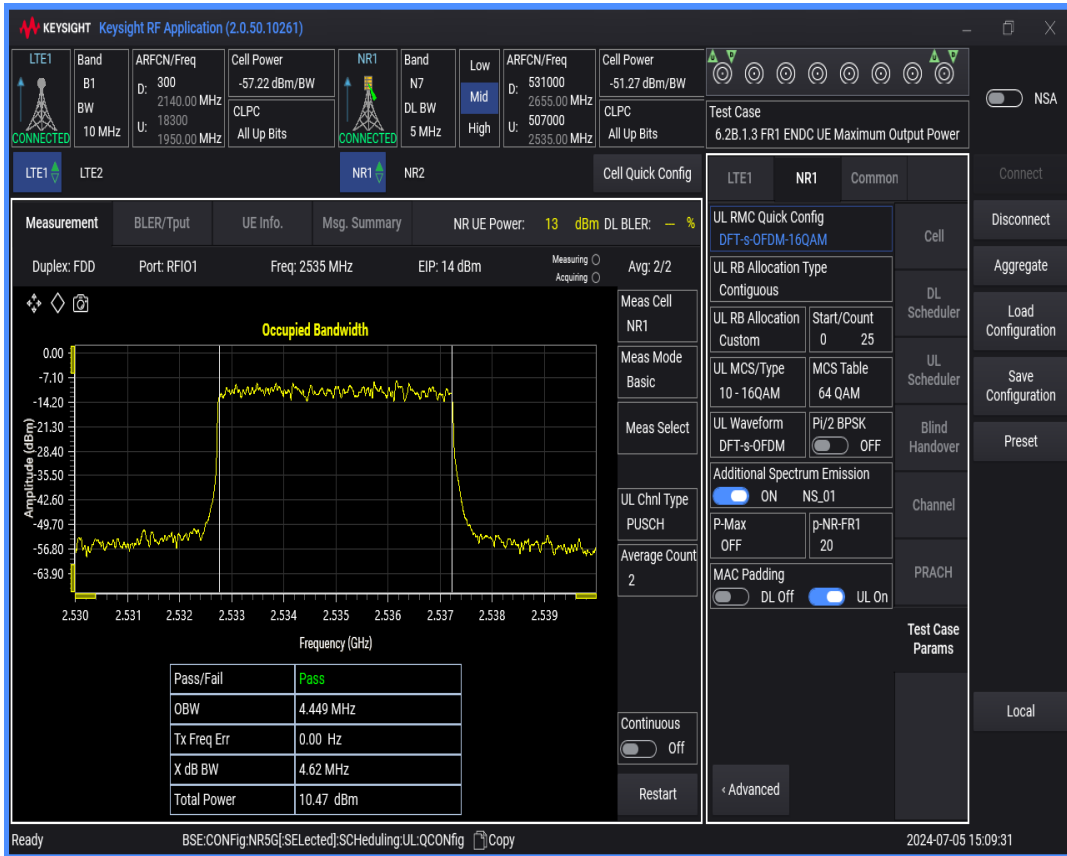 KEYSIGHT Keysight RF Application (2.0.50.10261)
LTE1
CONNECTED
Band
B1
BW
10 MHz
ARFCN/Freq
D: 300
2140.00 MHz
U: 18300
1950.00 MHz
Cell Power
-57.22 dBm/BW
CLPC
All Up Bits
NR1
CONNECTED
Band
N7
DL BW
5 MHz
Low
Mid
High
ARFCN/Freq
D: 531000
2655.00 MHz
U: 507000
2535.00 MHz
Cell Power
-51.27 dBm/BW
CLPC
All Up Bits
U D U D
Test Case
6.2B.1.3 FR1 ENDC UE Maximum Output Power
NSA
LTE1 LTE2 NR1 NR2 Cell Quick Config
Measurement BLER/Tput UE Info. Msg. Summary NR UE Power: 13 dBm DL BLER: — %
Duplex: FDD Port: RFIO1 Freq: 2535 MHz EIP: 14 dBm Measuring Acquiring Avg: 2/2
Occupied Bandwidth
Amplitude (dBm)
0.00
-7.10
-14.20
-21.30
-28.40
-35.50
-42.60
-49.70
-56.80
-63.90
2.530 2.531 2.532 2.533 2.534 2.535 2.536 2.537 2.538 2.539
Frequency (GHz)
Pass/Fail Pass
OBW 4.449 MHz
Tx Freq Err 0.00 Hz
X dB BW 4.62 MHz
Total Power 10.47 dBm
Meas Cell
NR1
Meas Mode
Basic
Meas Select
UL Chnl Type
PUSCH
Average Count
2
Continuous
Off
Restart
LTE1 NR1 Common
UL RMC Quick Config
DFT-s-OFDM-16QAM
UL RB Allocation Type
Contiguous
UL RB Allocation Start/Count
Custom 0 25
UL MCS/Type MCS Table
10 - 16QAM 64 QAM
UL Waveform Pi/2 BPSK
DFT-s-OFDM OFF
Additional Spectrum Emission
ON NS_01
P-Max p-NR-FR1
OFF 20
MAC Padding
DL Off UL On
‹ Advanced
Cell
DL
Scheduler
UL
Scheduler
Blind
Handover
Channel
PRACH
Test Case
Params
Connect
Disconnect
Aggregate
Load
Configuration
Save
Configuration
Preset
Local
Ready BSE:CONFig:NR5G[:SELected]:SCHeduling:UL:QCONfig Copy 2024-07-05 15:09:31